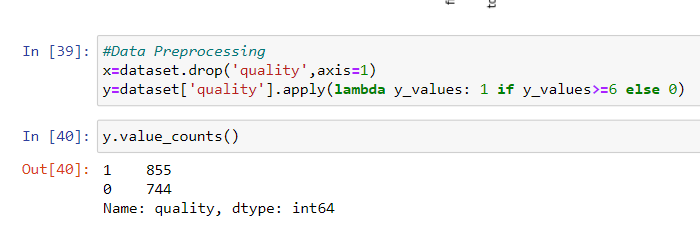 In [39]: #Data Preprocessing
x=dataset.drop('quality',axis=1)
y=dataset['quality'].apply(lambda y_values: 1 if y_values>=6 else 0)
In [40]: y.value_counts()
Out[40]: 1    855
0    744
Name: quality, dtype: int64